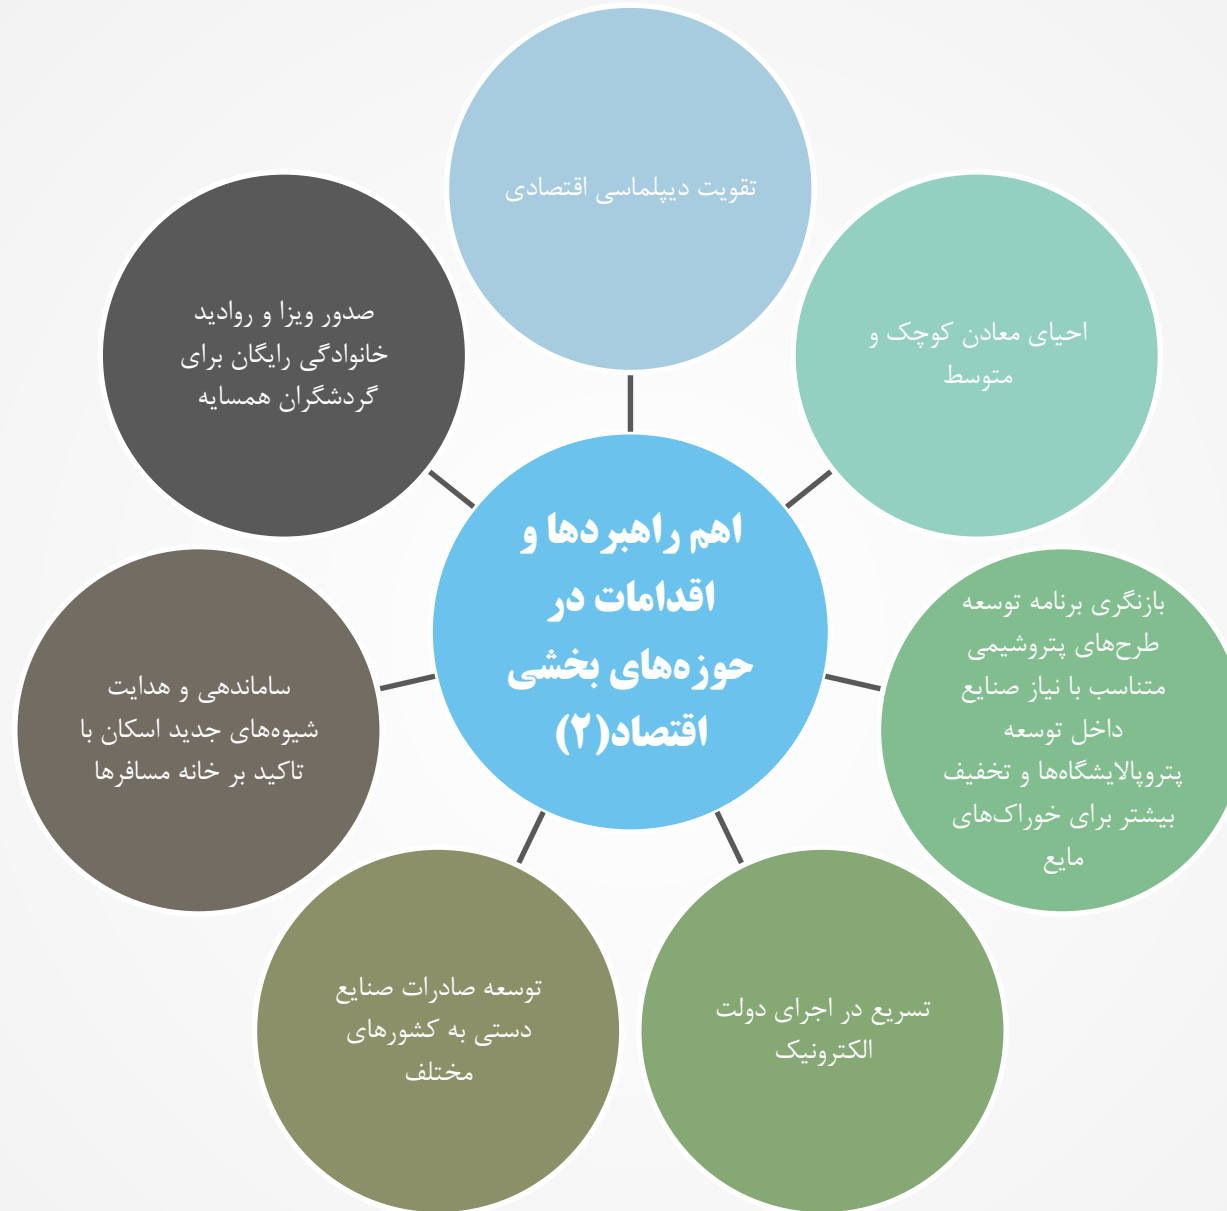 تقویت دیپلماسی اقتصادی
احیای معادن کوچک و
متوسط
بازنگری برنامه توسعه
طرح‌های پتروشیمی
متناسب با نیاز صنایع
داخل توسعه
پتروپالایشگاه‌ها و تخفیف
بیشتر برای خوراک‌های
مایع
تسریع در اجرای دولت
الکترونیک
توسعه صادرات صنایع
دستی به کشورهای
مختلف
ساماندهی و هدایت
شیوه‌های جدید اسکان با
تاکید بر خانه مسافرها
صدور ویزا و روادید
خانوادگی رایگان برای
گردشگران همسایه
اهم راهبردها و
اقدامات در
حوزه‌های بخشی
اقتصاد(۲)